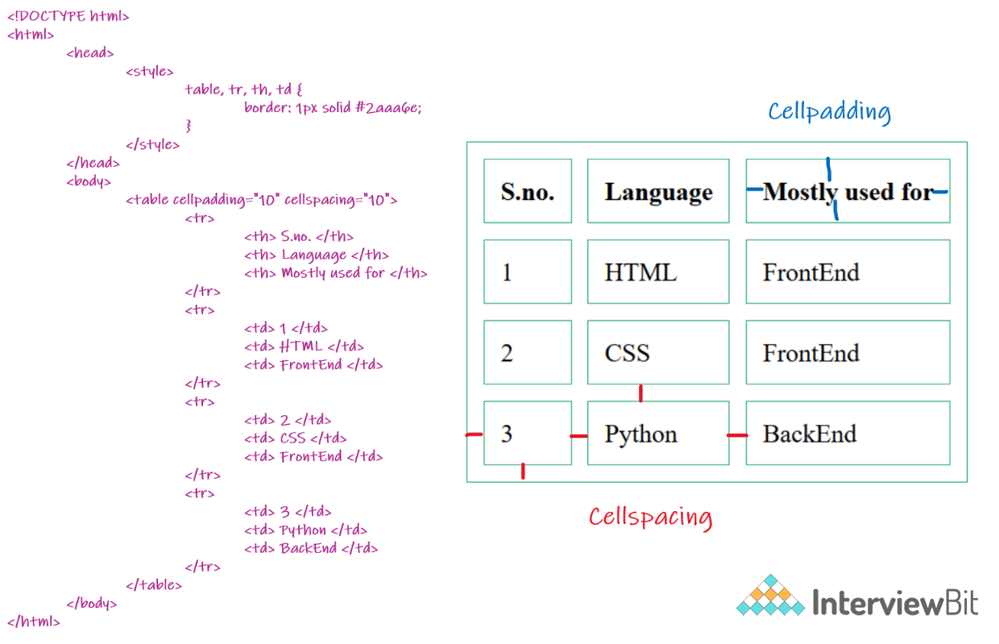 <!DOCTYPE html>
<html>
<head>
<style>
table, tr, th, td {
border: 1px solid #2aaa6e;
}
</style>
</head>
<body>
<table cellpadding="10" cellspacing="10">
<tr>
<th> S.no. </th>
<th> Language </th>
<th> Mostly used for </th>
</tr>
<tr>
<td> 1 </td>
<td> HTML </td>
<td> FrontEnd </td>
</tr>
<tr>
<td> 2 </td>
<td> CSS </td>
<td> FrontEnd </td>
</tr>
<tr>
<td> 3 </td>
<td> Python </td>
<td> BackEnd </td>
</tr>
</table>
</body>
</html>
Cellpadding
S.no. Language Mostly used for
1 HTML FrontEnd
2 CSS FrontEnd
3 Python BackEnd
Cellspacing
InterviewBit